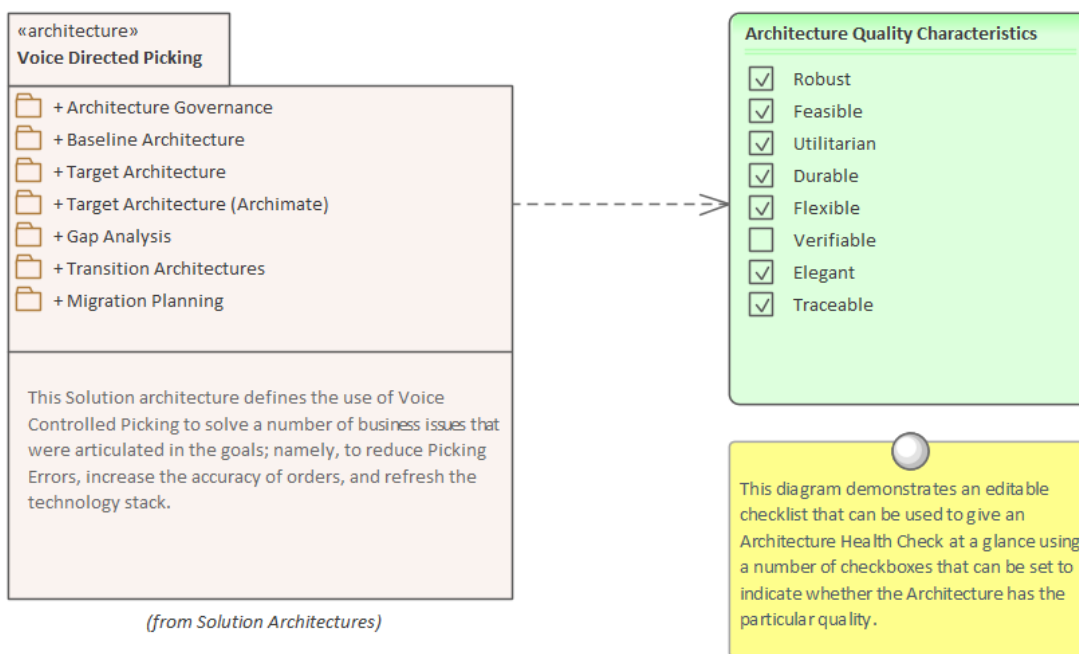 «architecture»
Voice Directed Picking
+ Architecture Governance
+ Baseline Architecture
+ Target Architecture
+ Target Architecture (Archimate)
+ Gap Analysis
+ Transition Architectures
+ Migration Planning
This Solution architecture defines the use of Voice
Controlled Picking to solve a number of business issues that
were articulated in the goals; namely, to reduce Picking
Errors, increase the accuracy of orders, and refresh the
technology stack.
(from Solution Architectures)
Architecture Quality Characteristics
Robust
Feasible
Utilitarian
Durable
Flexible
Verifiable
Elegant
Traceable
This diagram demonstrates an editable
checklist that can be used to give an
Architecture Health Check at a glance using
a number of checkboxes that can be set to
indicate whether the Architecture has the
particular quality.